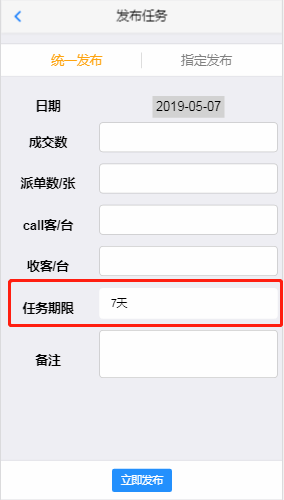 发布任务
统一发布 指定发布
日期 2019-05-07
成交数
派单数/张
call客/台
收客/台
任务期限 7天
备注
立即发布